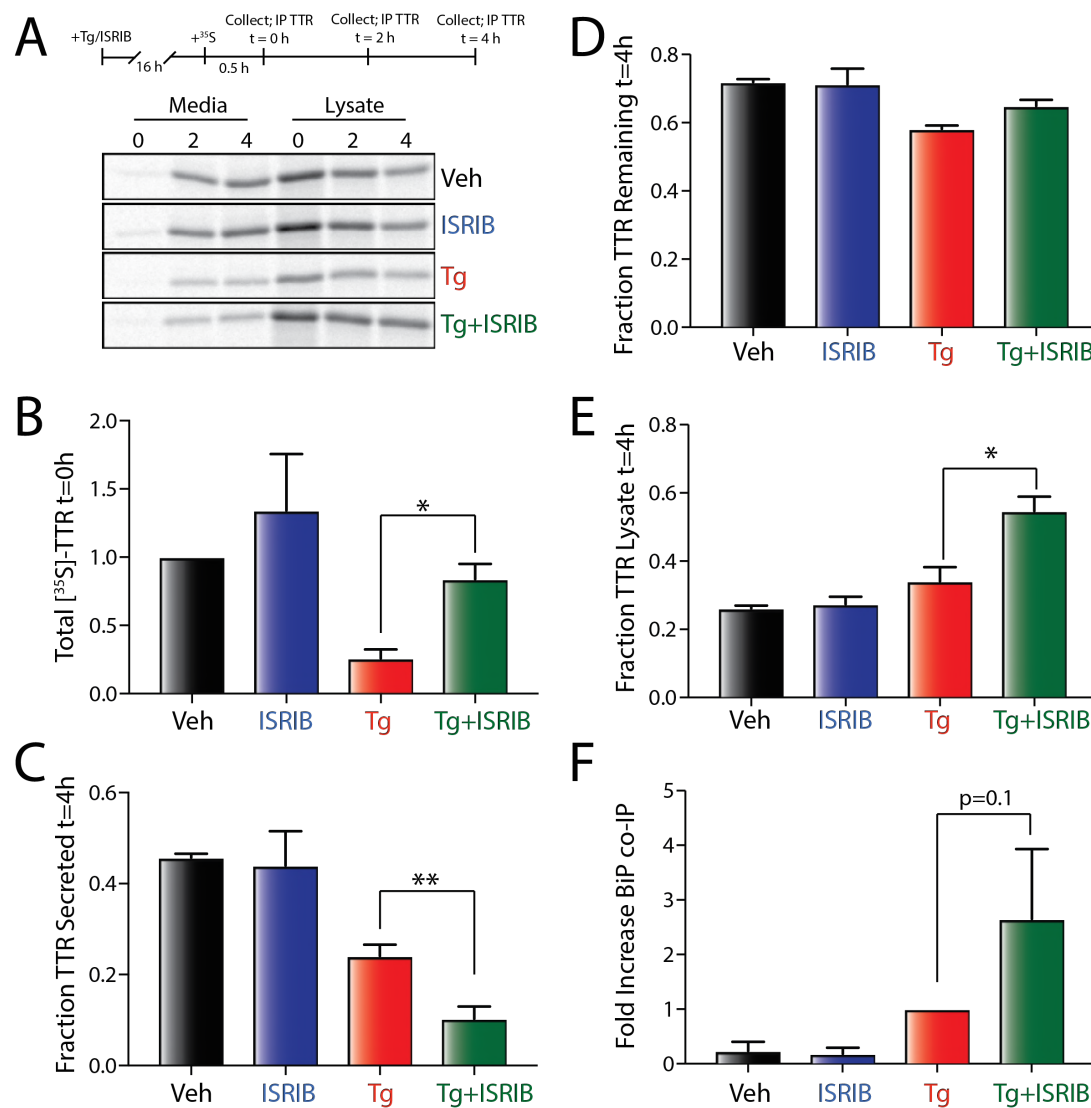 A
+Tg/ISRIB
16 h
+³⁵S
0.5 h
Collect; IP TTR
t = 0 h
Collect; IP TTR
t = 2 h
Collect; IP TTR
t = 4 h
Media Lysate
0 2 4 0 2 4
Veh
ISRIB
Tg
Tg+ISRIB
B
Total [³⁵S]-TTR t=0h
2.0
1.5
1.0
0.5
0.0
*
Veh ISRIB Tg Tg+ISRIB
C
Fraction TTR Secreted t=4h
0.6
0.4
0.2
0.0
**
Veh ISRIB Tg Tg+ISRIB
D
Fraction TTR Remaining t=4h
0.8
0.6
0.4
0.2
0.0
Veh ISRIB Tg Tg+ISRIB
E
Fraction TTR Lysate t=4h
0.8
0.6
0.4
0.2
0.0
*
Veh ISRIB Tg Tg+ISRIB
F
Fold Increase BiP co-IP
5
4
3
2
1
0
p=0.1
Veh ISRIB Tg Tg+ISRIB